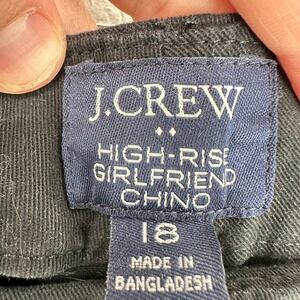 J.CREW
HIGH-RISE
GIRLFRIEND
CHINO
18
MADE IN
BANGLADESH